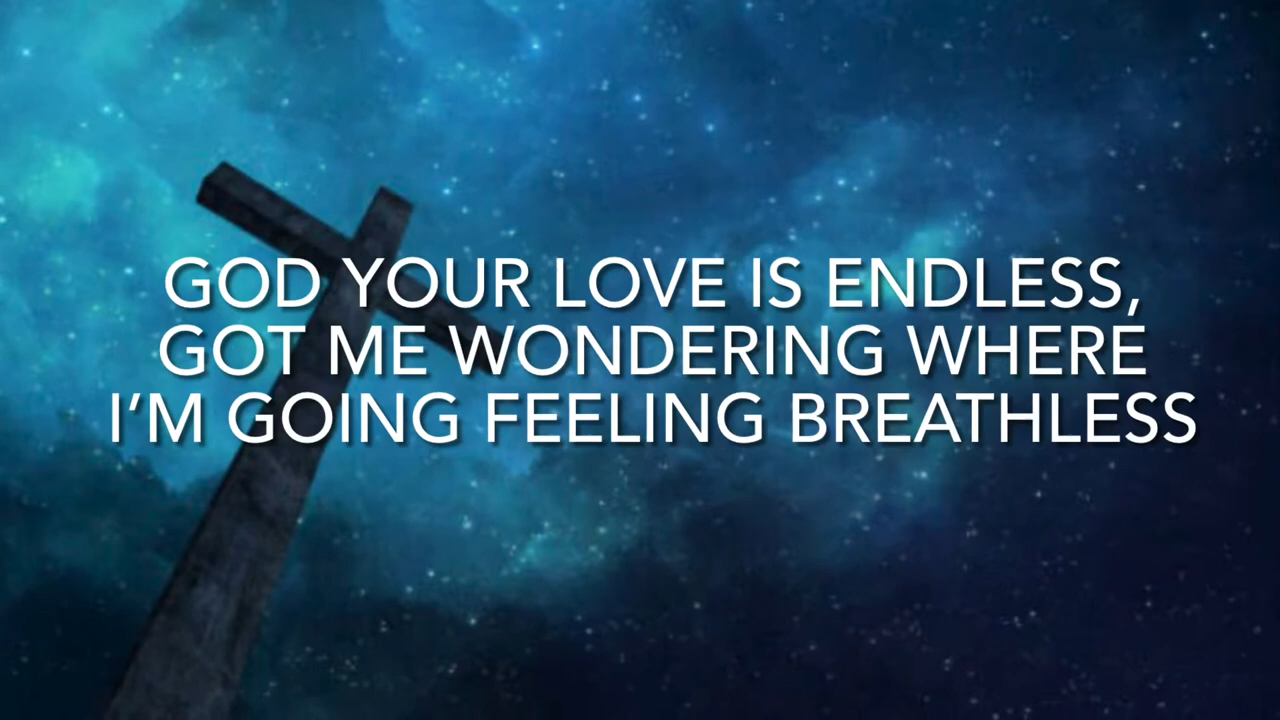 GOD YOUR LOVE IS ENDLESS,
GOT ME WONDERING WHERE
I’M GOING FEELING BREATHLESS